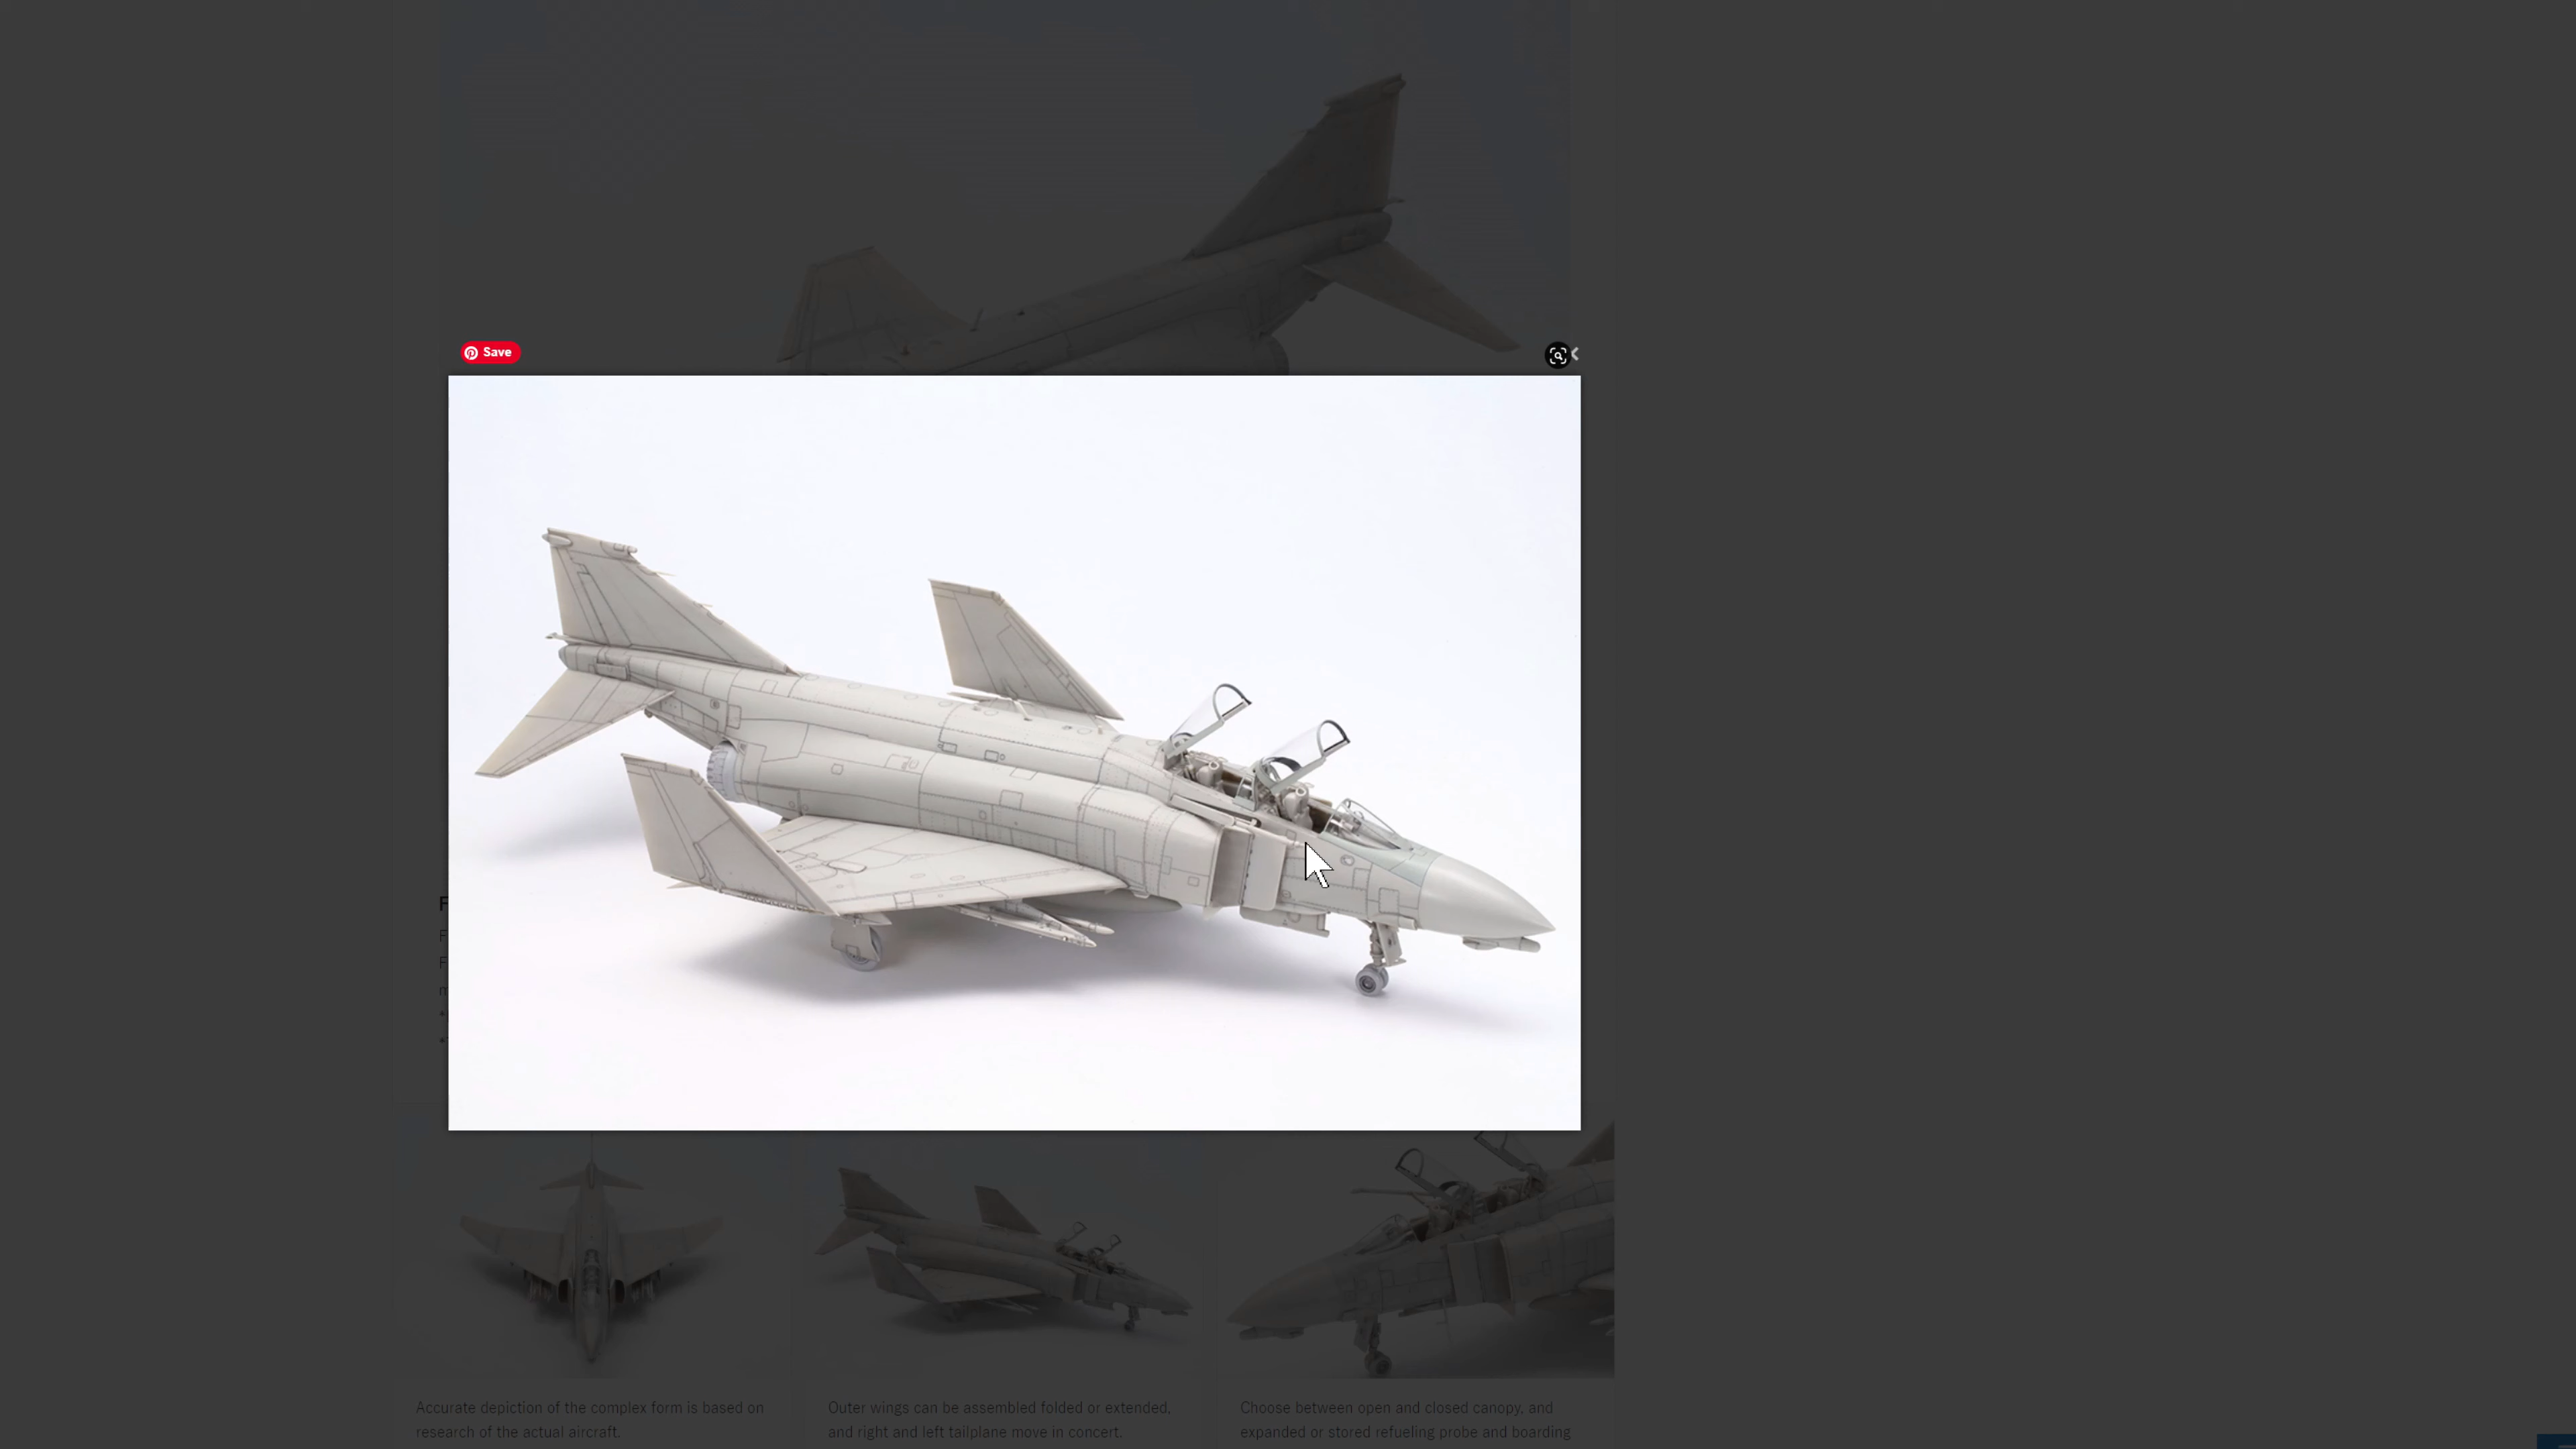 Save
Accurate depiction of the complex form is based on
research of the actual aircraft.
Outer wings can be assembled folded or extended,
and right and left tailplane move in concert.
Choose between open and closed canopy, and
expanded or stored refueling probe and boarding